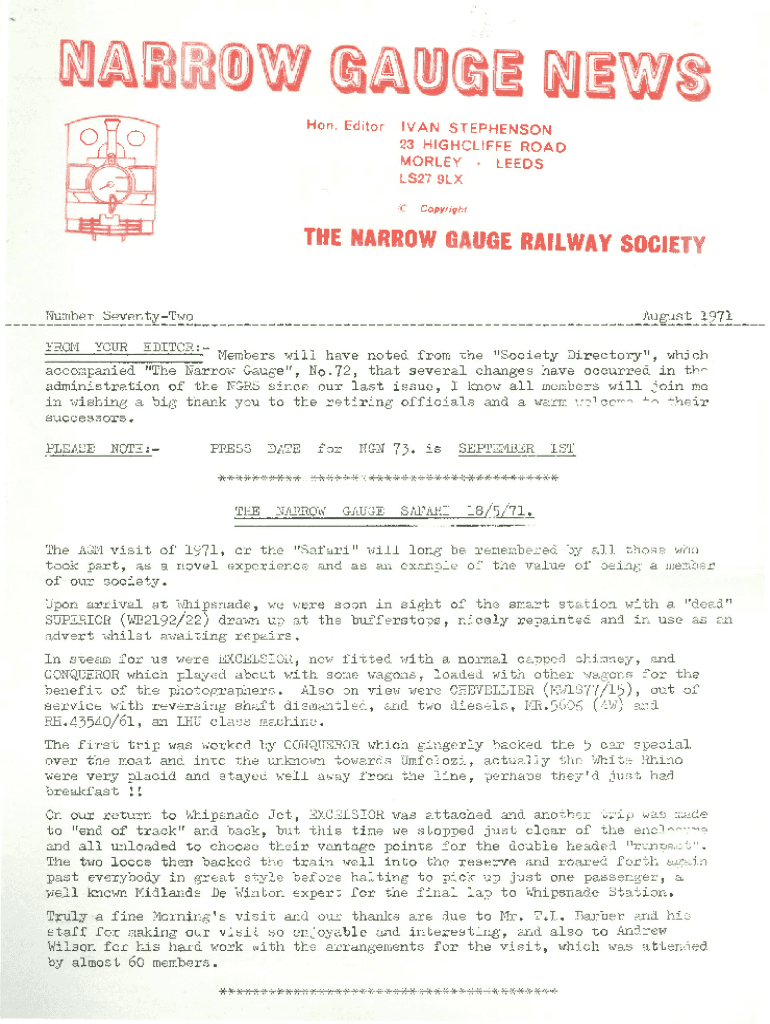 NARROW GAUGE NEWS
Hon. Editor IVAN STEPHENSON
23 HIGHCLIFFE ROAD
MORLEY · LEEDS
LS27 9LX
© Copyright
THE NARROW GAUGE RAILWAY SOCIETY
Number Seventy-Two August 1971
FROM YOUR EDITOR:- Members will have noted from the "Society Directory", which
accompanied "The Narrow Gauge", No.72, that several changes have occurred in the
administration of the NGRS since our last issue, I know all members will join me
in wishing a big thank you to the retiring officials and a warm welcome to their
successors.
PLEASE NOTE:- PRESS DATE for NGN 73. is SEPTEMBER 1ST
****************************************
THE NARROW GAUGE SAFARI 18/5/71.
The AGM visit of 1971, or the "Safari" will long be remembered by all those who
took part, as a novel experience and as an example of the value of being a member
of our society.
Upon arrival at Whipsnade, we were soon in sight of the smart station with a "dead"
SUPERIOR (WB2192/22) drawn up at the bufferstops, nicely repainted and in use as an
advert whilst awaiting repairs.
In steam for us were EXCELSIOR, now fitted with a normal capped chimney, and
CONQUEROR which played about with some wagons, loaded with other wagons for the
benefit of the photographers. Also on view were CHEVELLIER (MW1877/15), out of
service with reversing shaft dismantled, and two diesels, MR.5606 (4W) and
RH.43540/61, an LHU class machine.
The first trip was worked by CONQUEROR which gingerly backed the 5 car special
over the moat and into the unknown towards Umfolozi, actually the White Rhino
were very placid and stayed well away from the line, perhaps they'd just had
breakfast !!
On our return to Whipsnade Jct, EXCELSIOR was attached and another trip was made
to "end of track" and back, but this time we stopped just clear of the enclosure
and all unloaded to choose their vantage points for the double headed "runpast".
The two locos then backed the train well into the reserve and roared forth again
past everybody in great style before halting to pick up just one passenger, a
well known Midlands De Winton expert for the final lap to Whipsnade Station.
Truly a fine Morning's visit and our thanks are due to Mr. T.L. Barber and his
staff for making our visit so enjoyable and interesting, and also to Andrew
Wilson for his hard work with the arrangements for the visit, which was attended
by almost 60 members.
****************************************